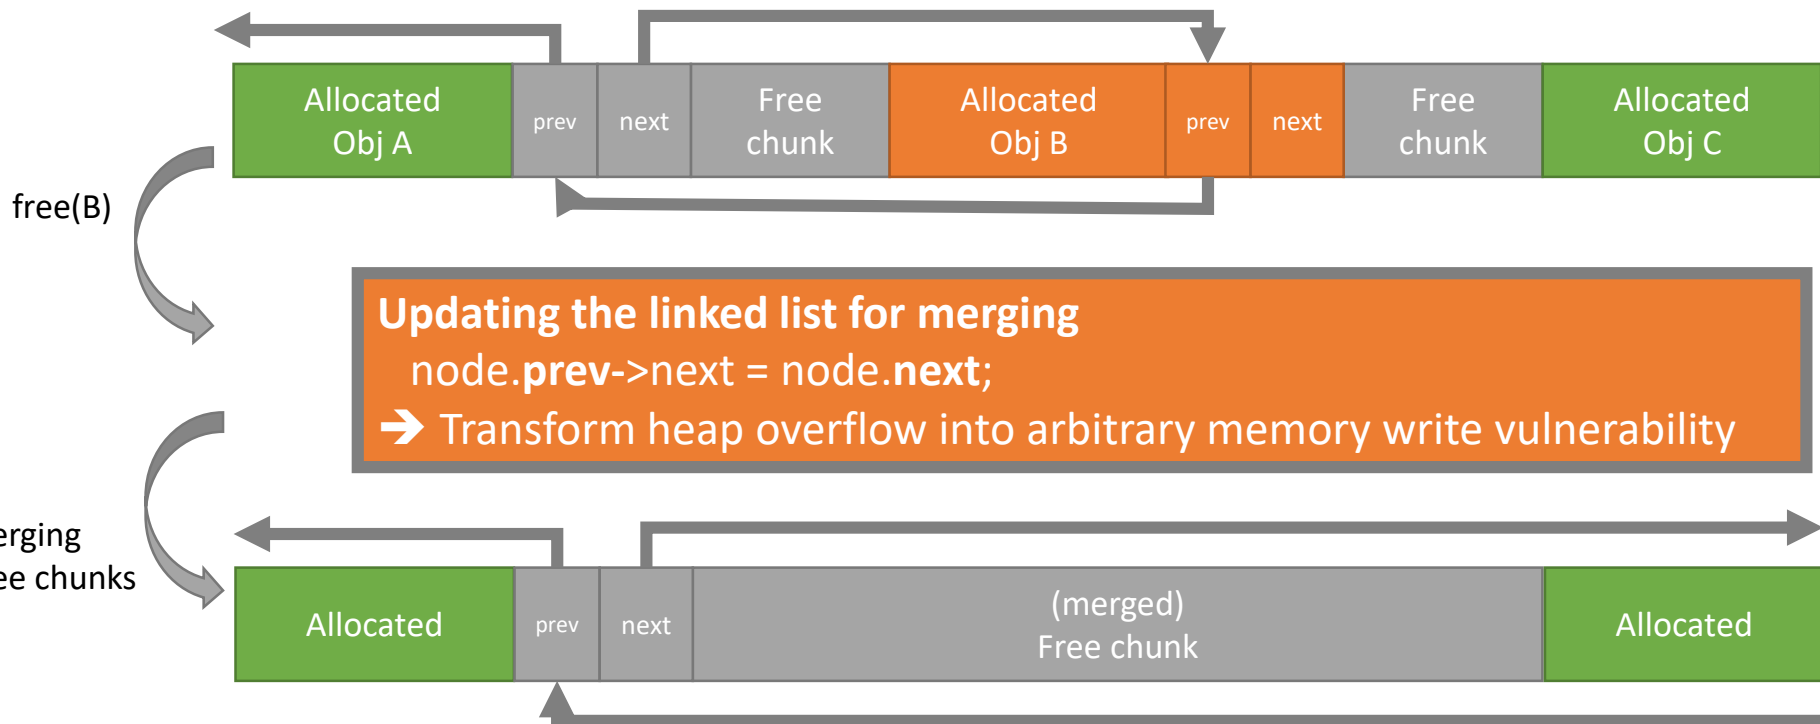 Allocated
Obj A
prev
next
Free
chunk
Allocated
Obj B
prev
next
Free
chunk
Allocated
Obj C
free(B)
Updating the linked list for merging
node.prev->next = node.next;
➔ Transform heap overflow into arbitrary memory write vulnerability
erging
ee chunks
Allocated
prev
next
(merged)
Free chunk
Allocated